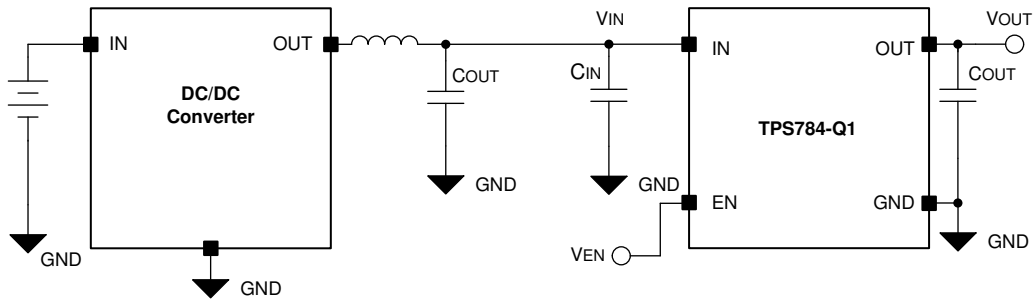 VIN
VOUT
IN
OUT
IN
OUT
COUT
CIN
COUT
DC/DC
Converter
TPS784-Q1
GND
GND
EN
GND
VEN
GND
GND
GND